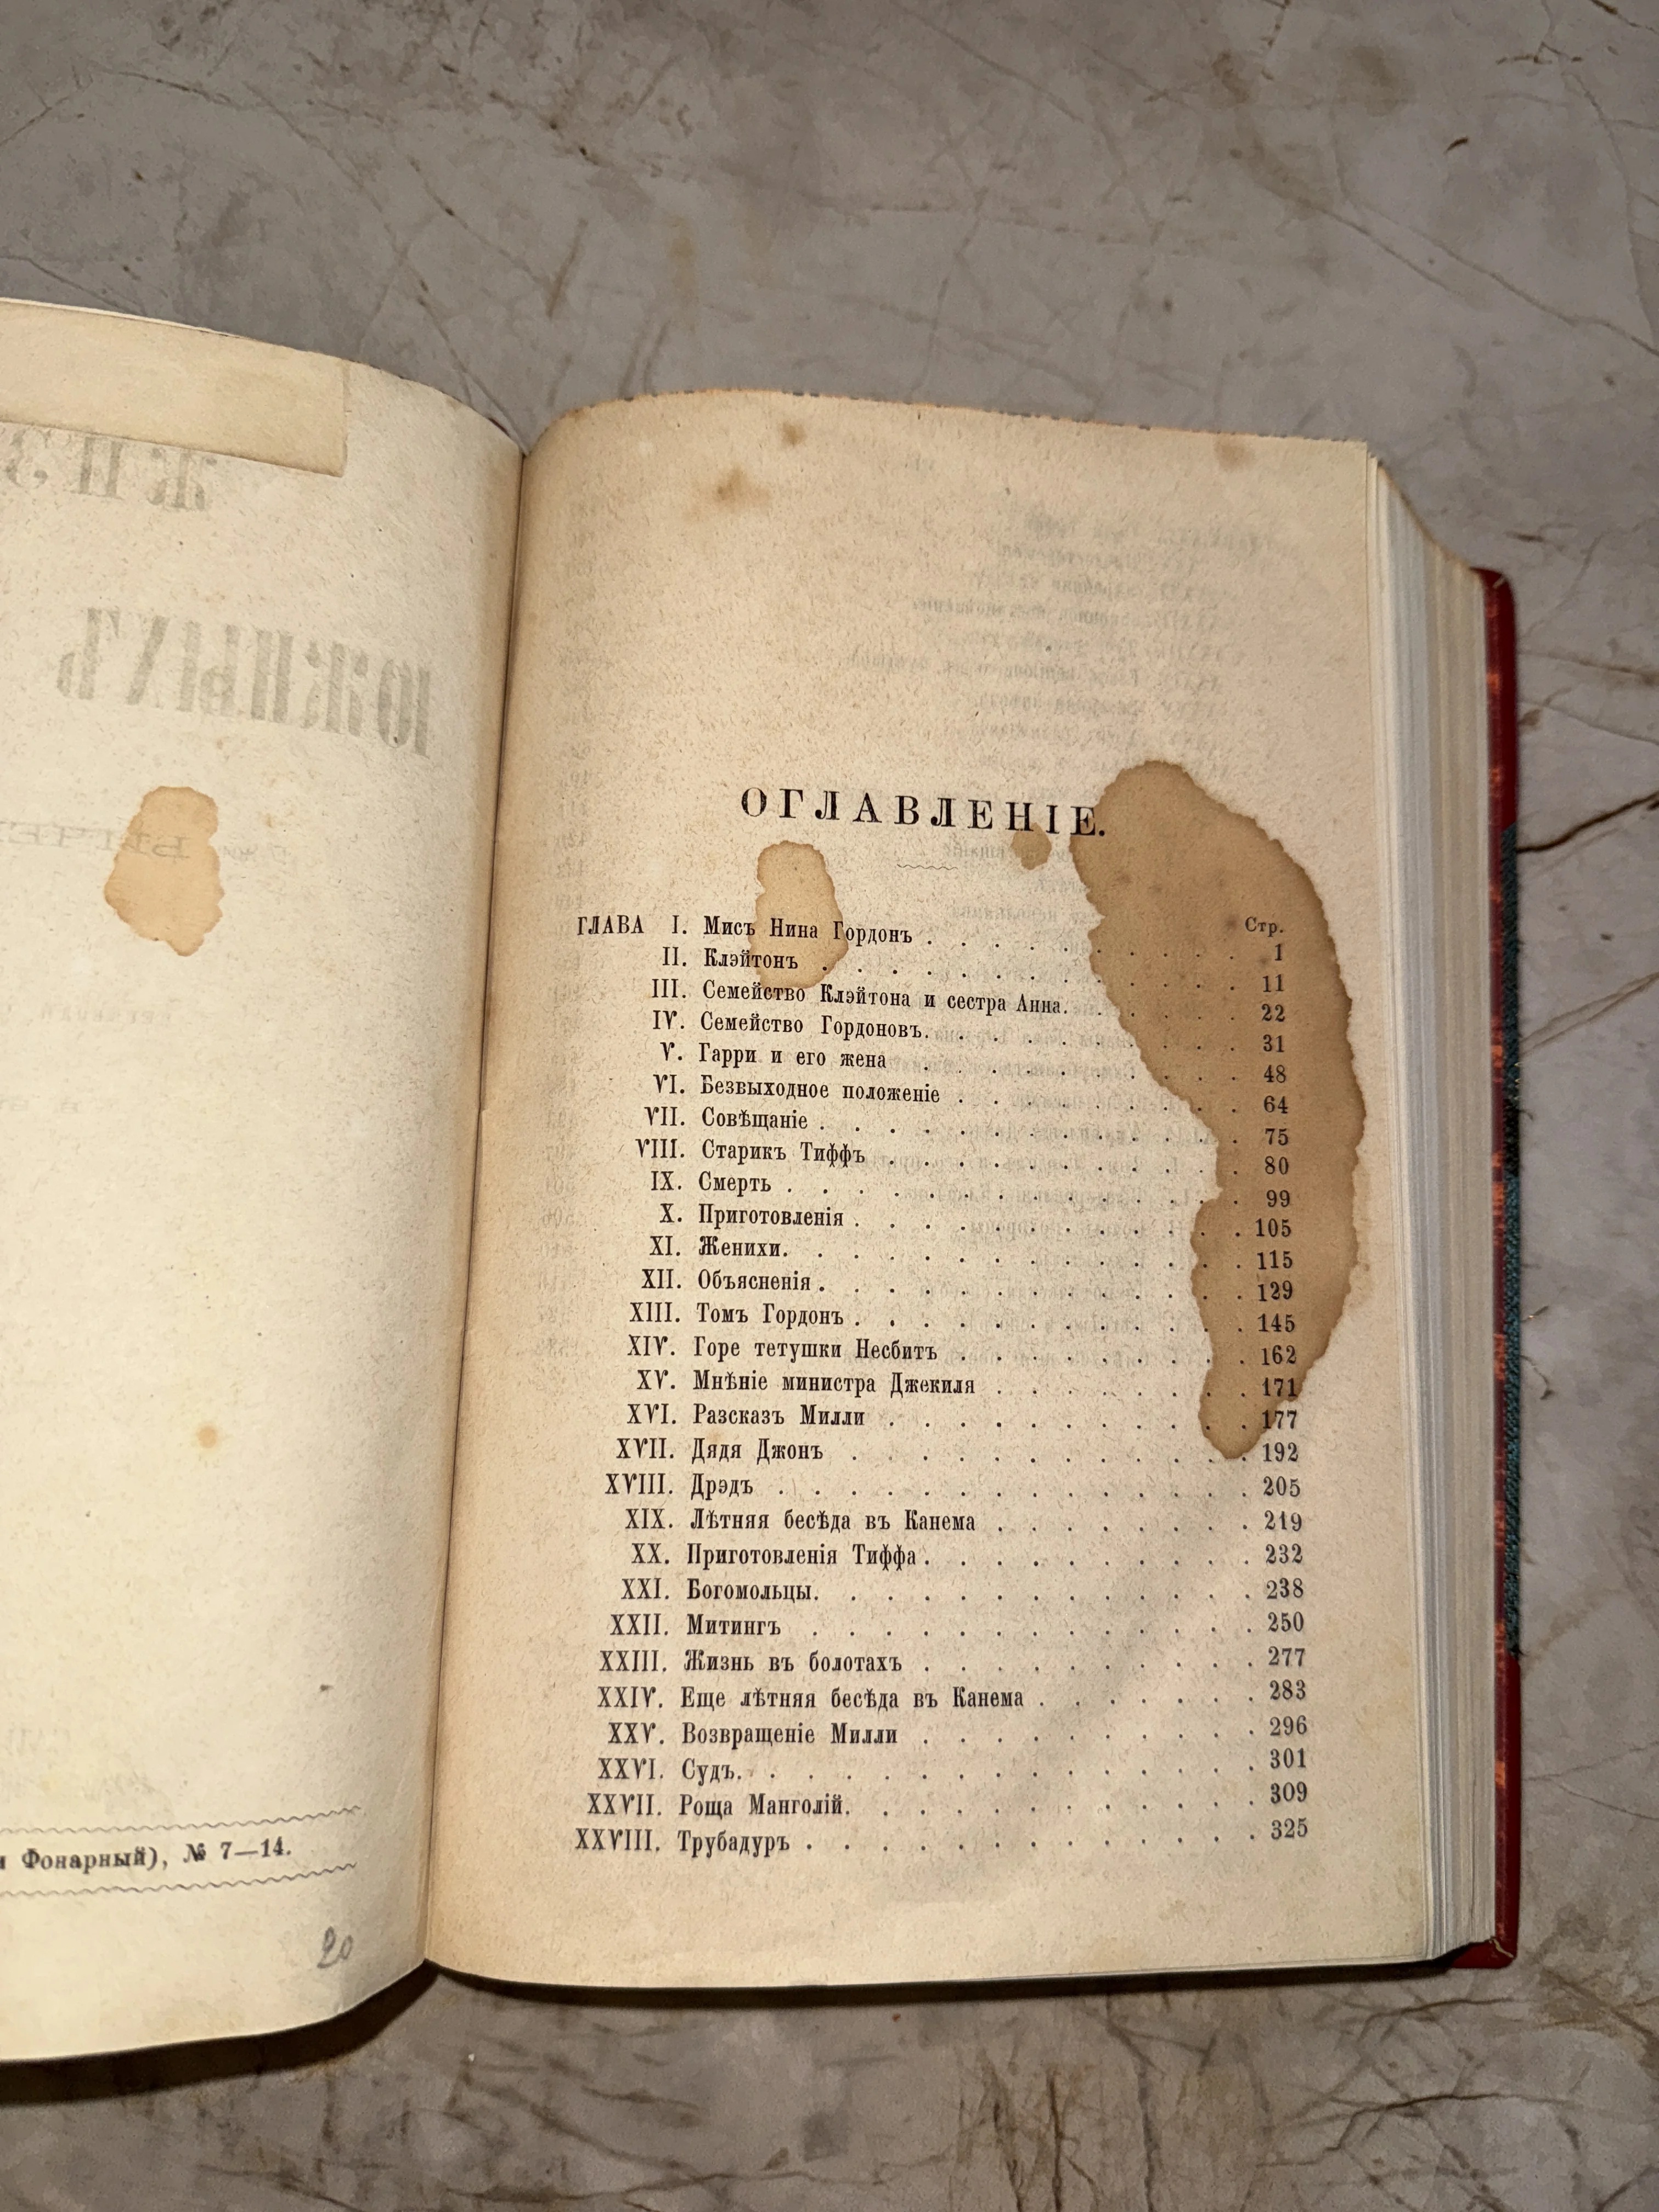 ЮЖНЫХЪ
и Фонарный), № 7—14.
20
ОГЛАВЛЕНІЕ.
Стр.
ГЛАВА I. Мисъ Нина Гордонъ . . . . . . . . . . 1
II. Клэйтонъ . . . . . . . . . . . . 11
III. Семейство Клэйтона и сестра Анна. . . . . . 22
IV. Семейство Гордоновъ. . . . . . . . . . 31
V. Гарри и его жена . . . . . . . . . . 48
VI. Безвыходное положеніе . . . . . . . . . 64
VII. Совѣщаніе . . . . . . . . . . . . 75
VIII. Старикъ Тиффъ . . . . . . . . . . . 80
IX. Смерть . . . . . . . . . . . . . 99
X. Приготовленія . . . . . . . . . . . 105
XI. Женихи. . . . . . . . . . . . . 115
XII. Объясненія . . . . . . . . . . . . 129
XIII. Томъ Гордонъ . . . . . . . . . . . 145
XIV. Горе тетушки Несбитъ . . . . . . . . . 162
XV. Мнѣніе министра Джекиля . . . . . . . . 171
XVI. Разсказъ Милли . . . . . . . . . . . 177
XVII. Дядя Джонъ . . . . . . . . . . . . 192
XVIII. Дрэдъ . . . . . . . . . . . . . . 205
XIX. Лѣтняя бесѣда въ Канема . . . . . . . . 219
XX. Приготовленія Тиффа . . . . . . . . . . 232
XXI. Богомольцы. . . . . . . . . . . . . 238
XXII. Митингъ . . . . . . . . . . . . . 250
XXIII. Жизнь въ болотахъ . . . . . . . . . . 277
XXIV. Еще лѣтняя бесѣда въ Канема . . . . . . . 283
XXV. Возвращеніе Милли . . . . . . . . . . 296
XXVI. Судъ. . . . . . . . . . . . . . . 301
XXVII. Роща Манголій. . . . . . . . . . . . 309
XXVIII. Трубадуръ . . . . . . . . . . . . . 325